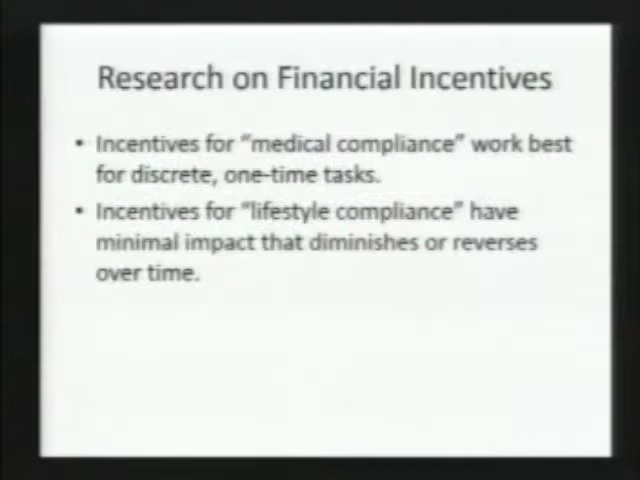 Research on Financial Incentives
• Incentives for “medical compliance” work best
for discrete, one-time tasks.
• Incentives for “lifestyle compliance” have
minimal impact that diminishes or reverses
over time.